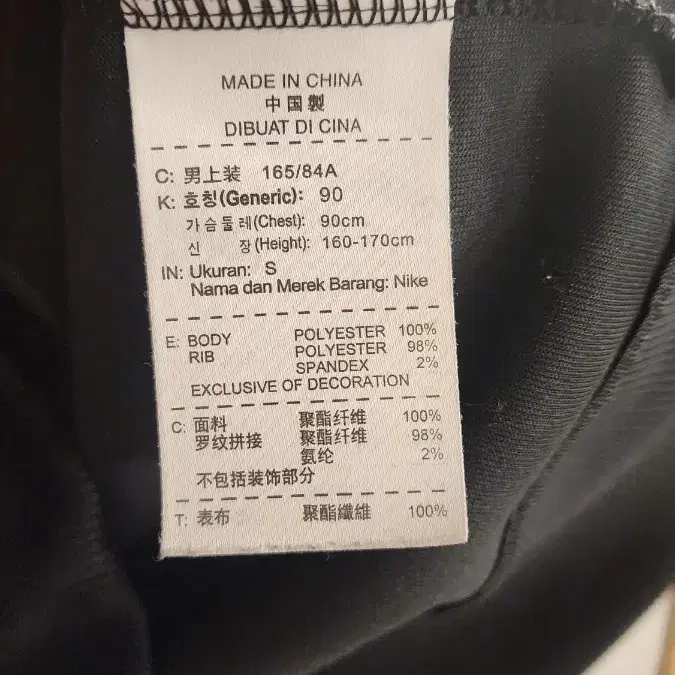 MADE IN CHINA
中国製
DIBUAT DI CINA
C: 男上装 165/84A
K: 호칭(Generic): 90
가슴둘레(Chest): 90cm
신 장(Height): 160-170cm
IN: Ukuran: S
Nama dan Merek Barang: Nike
E: BODY POLYESTER 100%
RIB POLYESTER 98%
SPANDEX 2%
EXCLUSIVE OF DECORATION
C: 面料 聚酯纤维 100%
罗纹拼接 聚酯纤维 98%
氨纶 2%
不包括装饰部分
T: 表布 聚酯纖維 100%